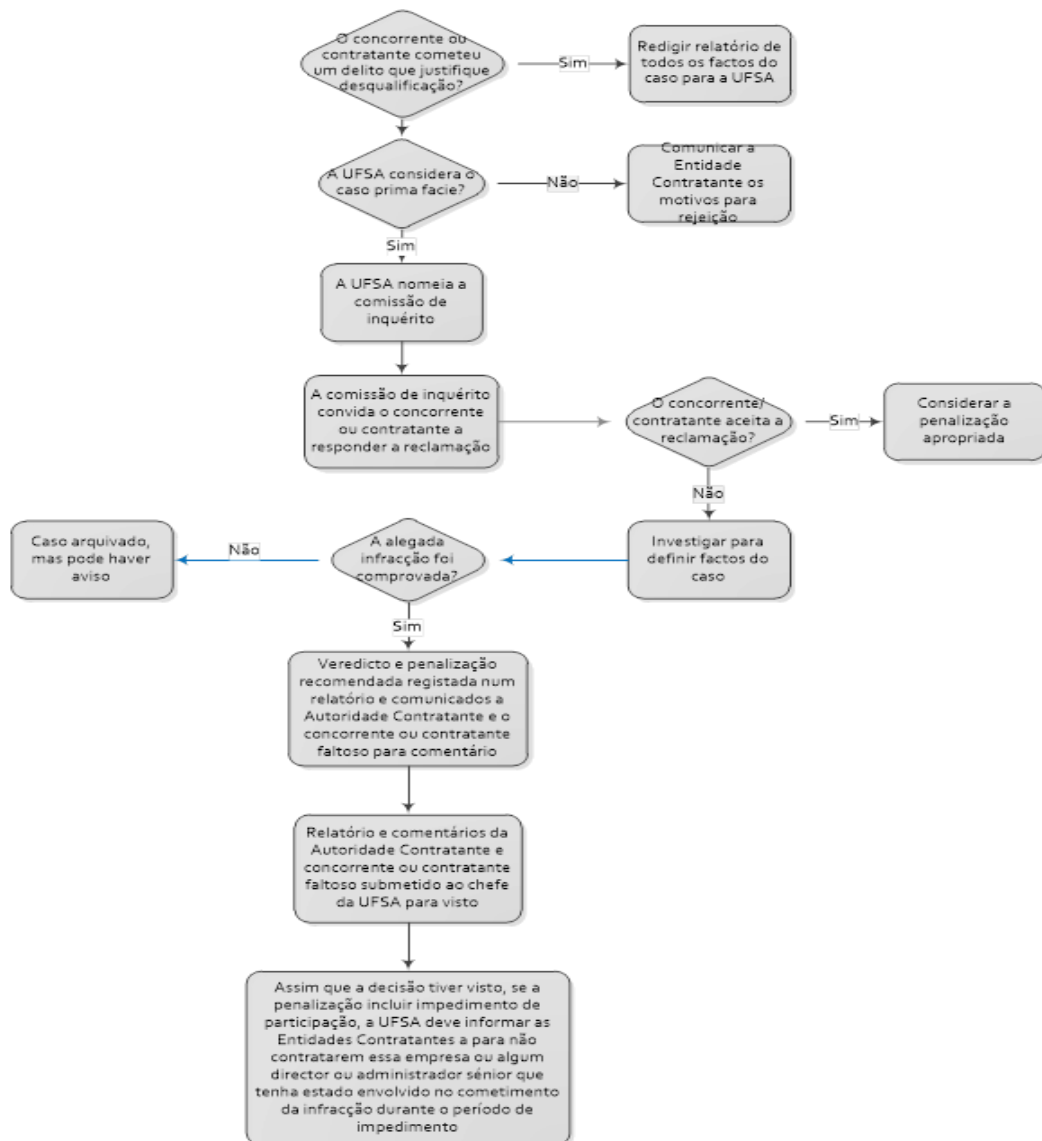 O concorrente ou
contratante cometeu
um delito que justifique
desqualificação?
Sim
Redigir relatório de
todos os factos do
caso para a UFSA
A UFSA considera o
caso prima facie?
Não
Comunicar a
Entidade
Contratante os
motivos para
rejeição
Sim
A UFSA nomeia a
comissão de
inquérito
A comissão de inquérito
convida o concorrente
ou contratante a
responder a reclamação
O concorrente/
contratante aceita a
reclamação?
Sim
Considerar a
penalização
apropriada
Não
Investigar para
definir factos do
caso
A alegada
infracção foi
comprovada?
Não
Caso arquivado,
mas pode haver
aviso
Sim
Veredicto e penalização
recomendada registada num
relatório e comunicados a
Autoridade Contratante e o
concorrente ou contratante
faltoso para comentário
Relatório e comentários da
Autoridade Contratante e
concorrente ou contratante
faltoso submetido ao chefe
da UFSA para visto
Assim que a decisão tiver visto, se a
penalização incluir impedimento de
participação, a UFSA deve informar as
Entidades Contratantes a para não
contratarem essa empresa ou algum
director ou administrador sénior que
tenha estado envolvido no cometimento
da infracção durante o período de
impedimento